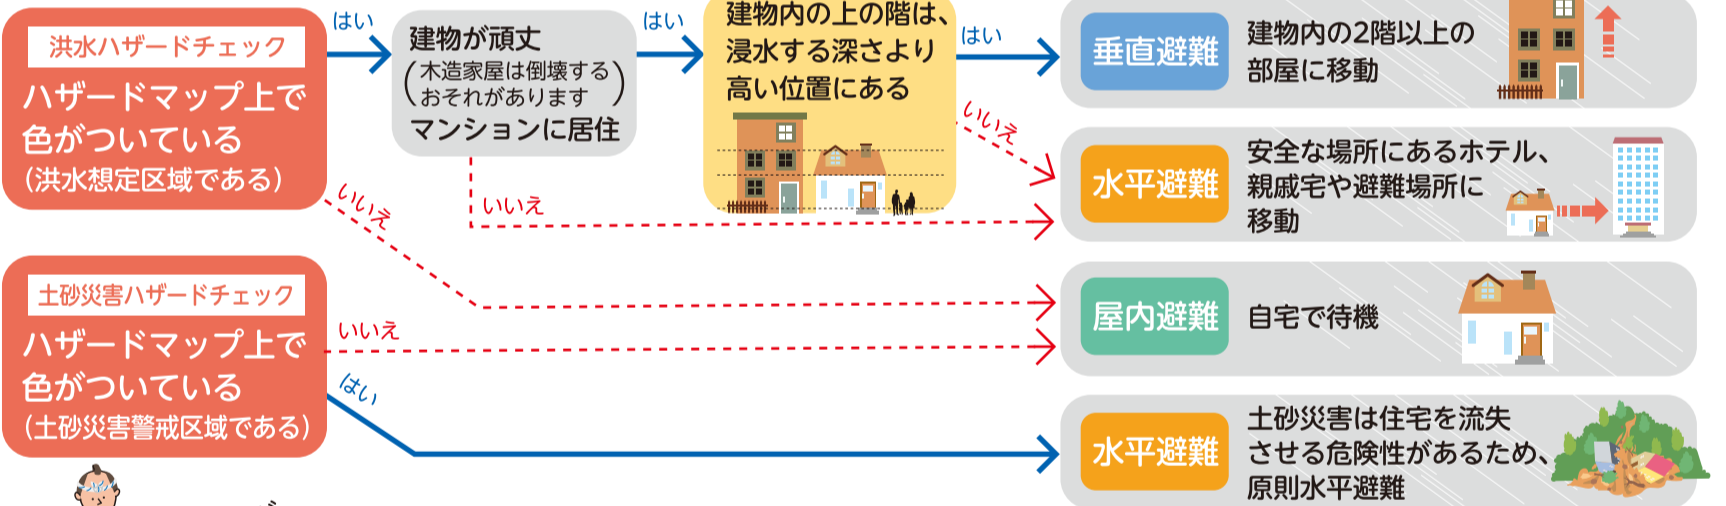 洪水ハザードチェック
ハザードマップ上で
色がついている
(洪水想定区域である)
はい
いいえ
建物が頑丈
(木造家屋は倒壊する
おそれがあります)
マンションに居住
はい
いいえ
建物内の上の階は、
浸水する深さより
高い位置にある
はい
いいえ
垂直避難
建物内の2階以上の
部屋に移動
水平避難
安全な場所にあるホテル、
親戚宅や避難場所に
移動
土砂災害ハザードチェック
ハザードマップ上で
色がついている
(土砂災害警戒区域である)
いいえ
はい
屋内避難
自宅で待機
水平避難
土砂災害は住宅を流失
させる危険性があるため、
原則水平避難